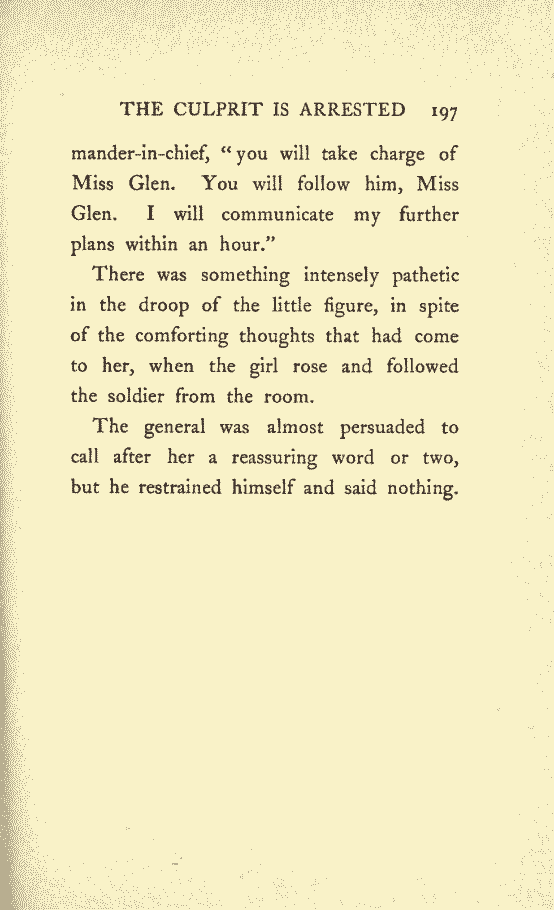 THE CULPRIT IS ARRESTED 197
mander-in-chief, “you will take charge of
Miss Glen. You will follow him, Miss
Glen. I will communicate my further
plans within an hour.”
There was something intensely pathetic
in the droop of the little figure, in spite
of the comforting thoughts that had come
to her, when the girl rose and followed
the soldier from the room.
The general was almost persuaded to
call after her a reassuring word or two,
but he restrained himself and said nothing.